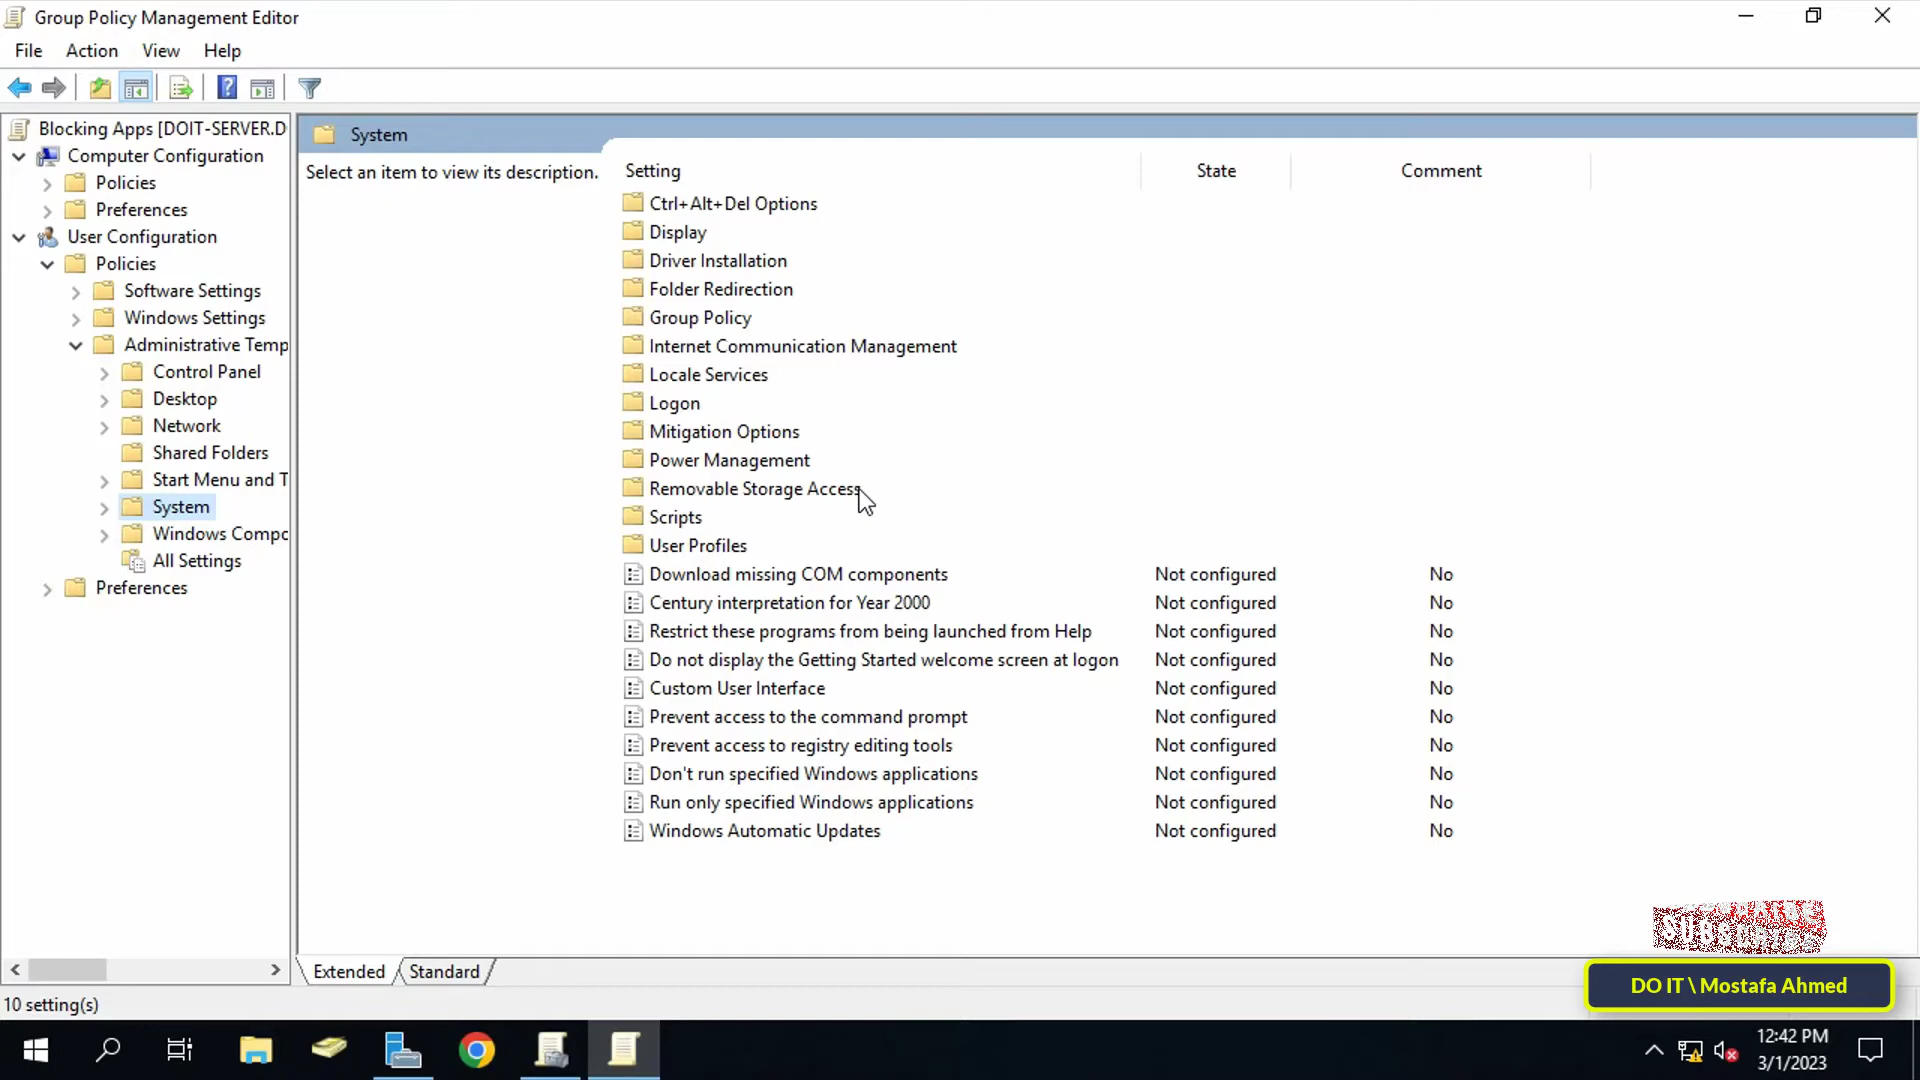 Group Policy Management Editor
File Action View Help
Blocking Apps [DOIT-SERVER.D
Computer Configuration
Policies
Preferences
User Configuration
Policies
Software Settings
Windows Settings
Administrative Temp
Control Panel
Desktop
Network
Shared Folders
Start Menu and T
System
Windows Compo
All Settings
Preferences
System
Select an item to view its description.
Setting State Comment
Ctrl+Alt+Del Options
Display
Driver Installation
Folder Redirection
Group Policy
Internet Communication Management
Locale Services
Logon
Mitigation Options
Power Management
Removable Storage Access
Scripts
User Profiles
Download missing COM components Not configured No
Century interpretation for Year 2000 Not configured No
Restrict these programs from being launched from Help Not configured No
Do not display the Getting Started welcome screen at logon Not configured No
Custom User Interface Not configured No
Prevent access to the command prompt Not configured No
Prevent access to registry editing tools Not configured No
Don't run specified Windows applications Not configured No
Run only specified Windows applications Not configured No
Windows Automatic Updates Not configured No
Extended Standard
10 setting(s)
DO IT \ Mostafa Ahmed
12:42 PM
3/1/2023